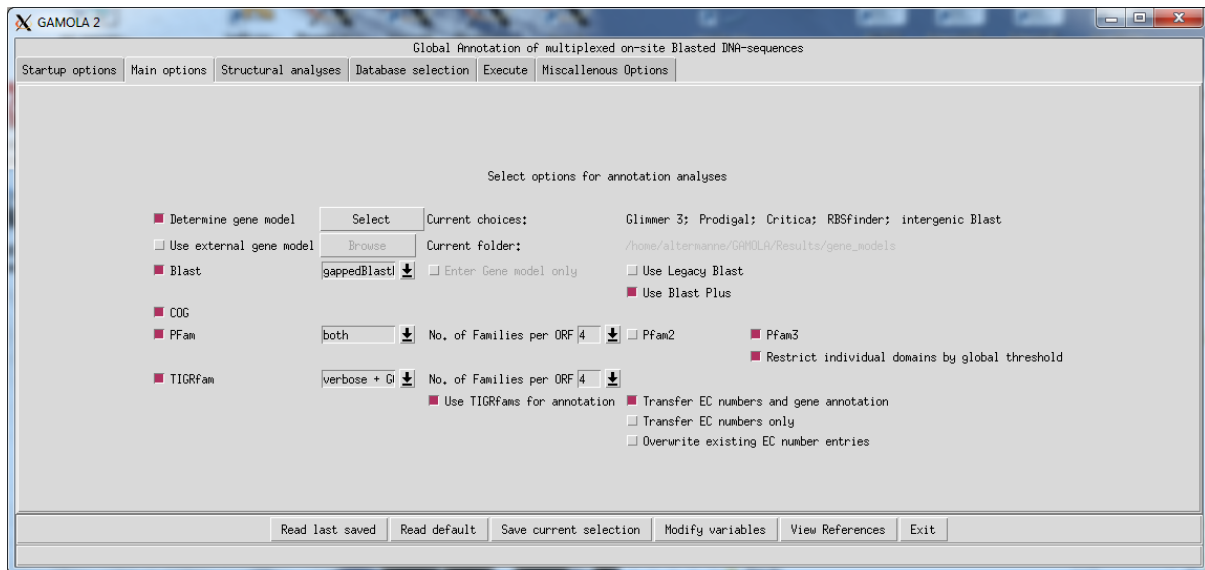 GAMOLA 2
Global Annotation of multiplexed on-site Blasted DNA-sequences
Startup options Main options Structural analyses Database selection Execute Miscallenous Options
Select options for annotation analyses
Determine gene model Select Current choices: Glimmer 3; Prodigal; Critica; RBSfinder; intergenic Blast
Use external gene model Browse Current folder: /home/altermanne/GAMOLA/Results/gene_models
Blast gappedBlast Enter Gene model only Use Legacy Blast
Use Blast Plus
COG
PFam both No. of Families per ORF 4 Pfam2 Pfam3
Restrict individual domains by global threshold
TIGRfam verbose + G No. of Families per ORF 4
Use TIGRfams for annotation Transfer EC numbers and gene annotation
Transfer EC numbers only
Overwrite existing EC number entries
Read last saved Read default Save current selection Modify variables View References Exit